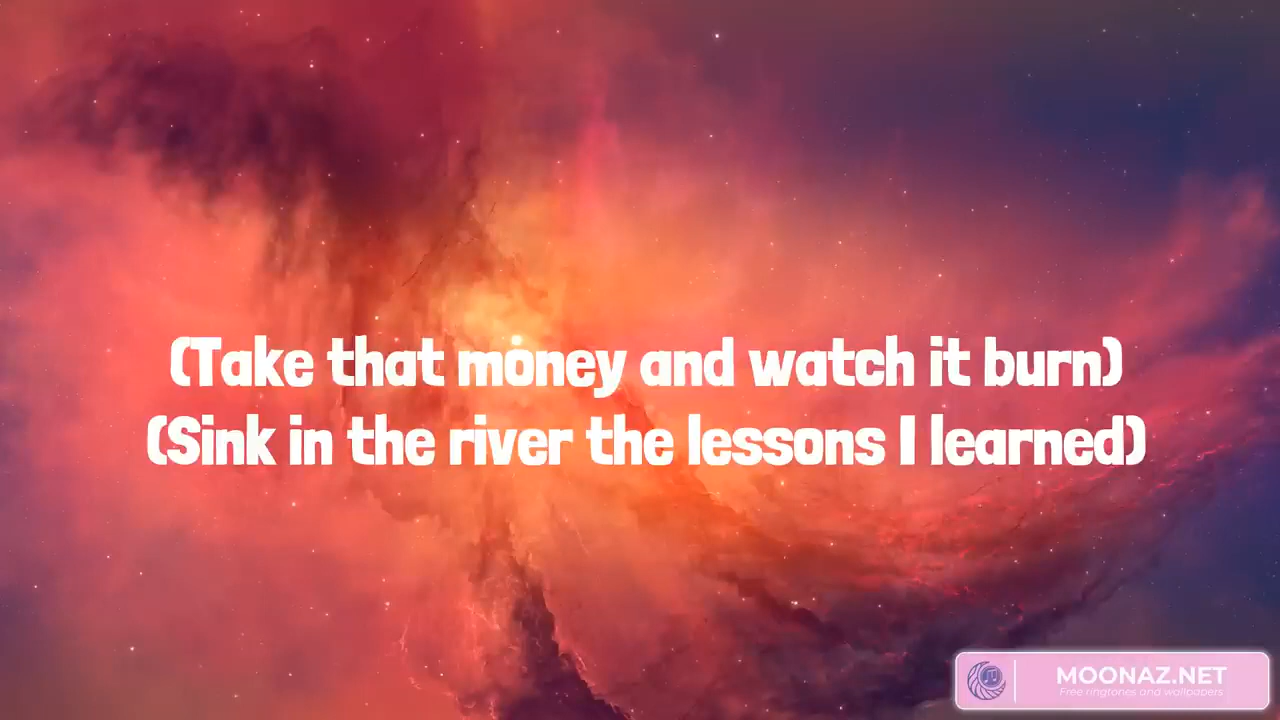 (Take that money and watch it burn)
(Sink in the river the lessons I learned)
MOONAZ.NET
Free ringtones and wallpapers